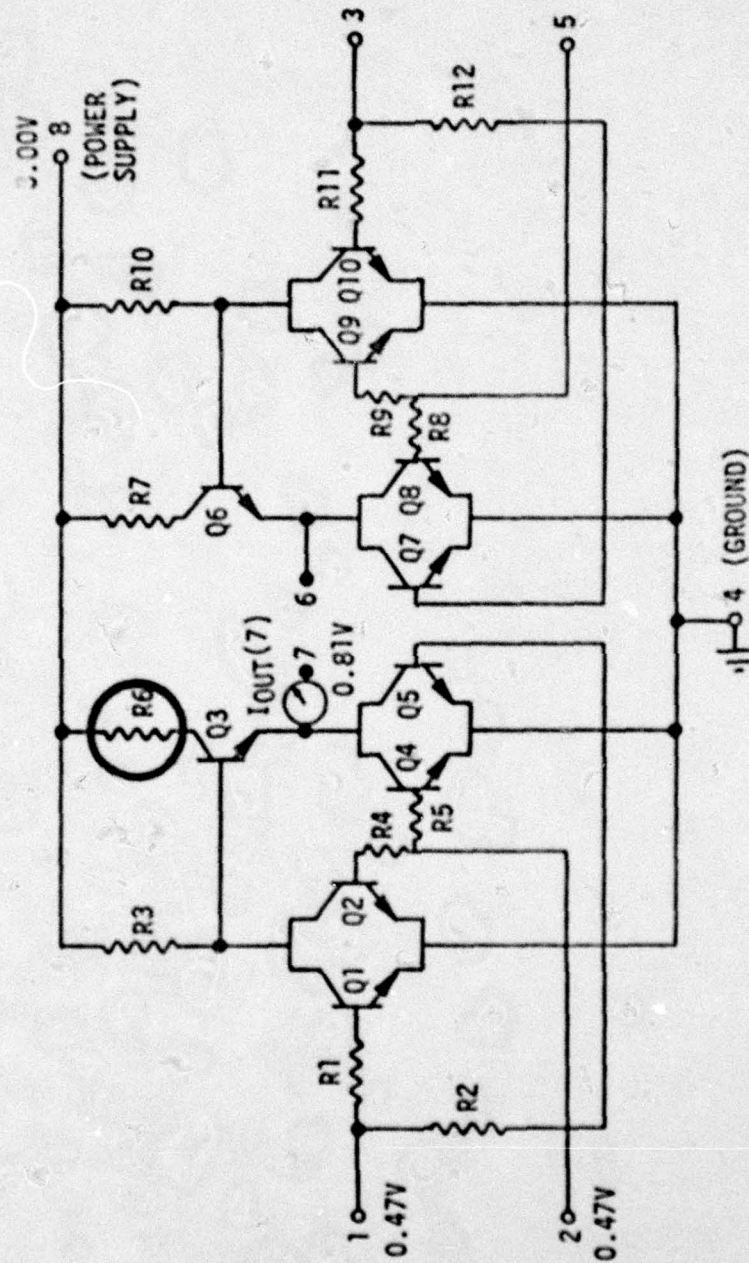 3.00V
8
(POWER
SUPPLY)
R3
R6
R7
R10
Q3
Q6
IOUT(7)
7
0.81V
6
R1
Q1
Q2
R4
R5
Q4
Q5
Q7
Q8
R9
R8
Q9
Q10
R11
3
R12
5
1
0.47V
R2
2
0.47V
4 (GROUND)